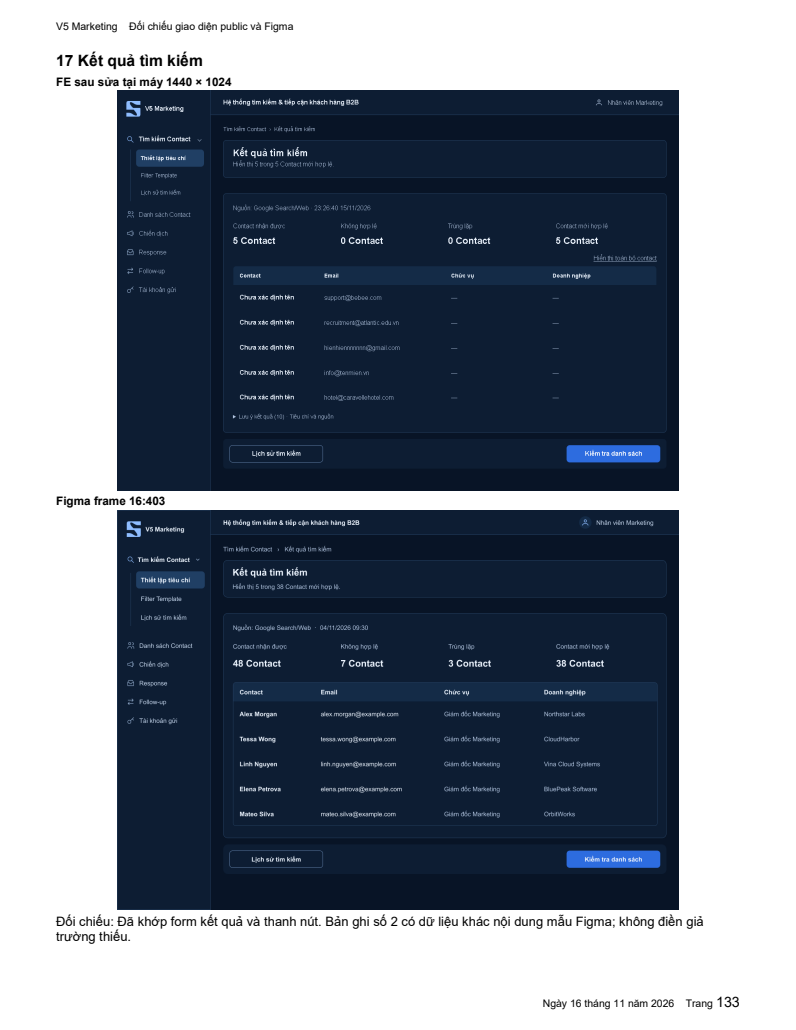 V5 Marketing Đối chiếu giao diện public và Figma
17 Kết quả tìm kiếm
FE sau sửa tại máy 1440 × 1024
V5 Marketing
Hệ thống tìm kiếm & tiếp cận khách hàng B2B
Nhân viên Marketing
Tìm kiếm Contact
Thiết lập tiêu chí
Filter Template
Lịch sử tìm kiếm
Danh sách Contact
Chiến dịch
Response
Follow-up
Tài khoản gửi
Tìm kiếm Contact › Kết quả tìm kiếm
Kết quả tìm kiếm
Hiển thị 5 trong 5 Contact mới hợp lệ.
Nguồn: Google Search/Web · 23:26:40 15/11/2026
Contact nhận được Không hợp lệ Trùng lặp Contact mới hợp lệ
5 Contact 0 Contact 0 Contact 5 Contact
Hiển thị toàn bộ contact
Contact Email Chức vụ Doanh nghiệp
Chưa xác định tên support@bebee.com — —
Chưa xác định tên recruitment@atlantic.edu.vn — —
Chưa xác định tên — —
Chưa xác định tên info@tenmien.vn — —
Chưa xác định tên hotel@caravellehotel.com — —
▸ Lưu ý kết quả (10) · Tiêu chí và nguồn
Lịch sử tìm kiếm Kiểm tra danh sách
Figma frame 16:403
V5 Marketing
Hệ thống tìm kiếm & tiếp cận khách hàng B2B
Nhân viên Marketing
Tìm kiếm Contact
Thiết lập tiêu chí
Filter Template
Lịch sử tìm kiếm
Danh sách Contact
Chiến dịch
Response
Follow-up
Tài khoản gửi
Tìm kiếm Contact › Kết quả tìm kiếm
Kết quả tìm kiếm
Hiển thị 5 trong 38 Contact mới hợp lệ.
Nguồn: Google Search/Web · 04/11/2026 09:30
Contact nhận được Không hợp lệ Trùng lặp Contact mới hợp lệ
48 Contact 7 Contact 3 Contact 38 Contact
Contact Email Chức vụ Doanh nghiệp
Alex Morgan alex.morgan@example.com Giám đốc Marketing Northstar Labs
Tessa Wong tessa.wong@example.com Giám đốc Marketing CloudHarbor
Linh Nguyen linh.nguyen@example.com Giám đốc Marketing Vina Cloud Systems
Elena Petrova elena.petrova@example.com Giám đốc Marketing BluePeak Software
Mateo Silva mateo.silva@example.com Giám đốc Marketing OrbitWorks
Lịch sử tìm kiếm Kiểm tra danh sách
Đối chiếu: Đã khớp form kết quả và thanh nút. Bản ghi số 2 có dữ liệu khác nội dung mẫu Figma; không điền giả
trường thiếu.
Ngày 16 tháng 11 năm 2026 Trang 133